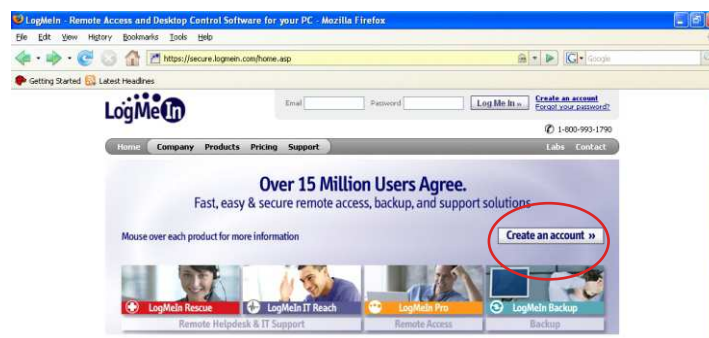 LogMeIn - Remote Access and Desktop Control Software for your PC - Mozilla Firefox
File Edit View History Bookmarks Tools Help
https://secure.logmein.com/home.asp
Google
Getting Started Latest Headlines
LogMeIn
Email Password Log Me In » Create an account
Forgot your password?
1-800-993-1790
Home Company Products Pricing Support Labs Contact
Over 15 Million Users Agree.
Fast, easy & secure remote access, backup, and support solutions
Mouse over each product for more information
Create an account »
LogMeIn Rescue LogMeIn IT Reach LogMeIn Pro LogMeIn Backup
Remote Helpdesk & IT Support Remote Access Backup